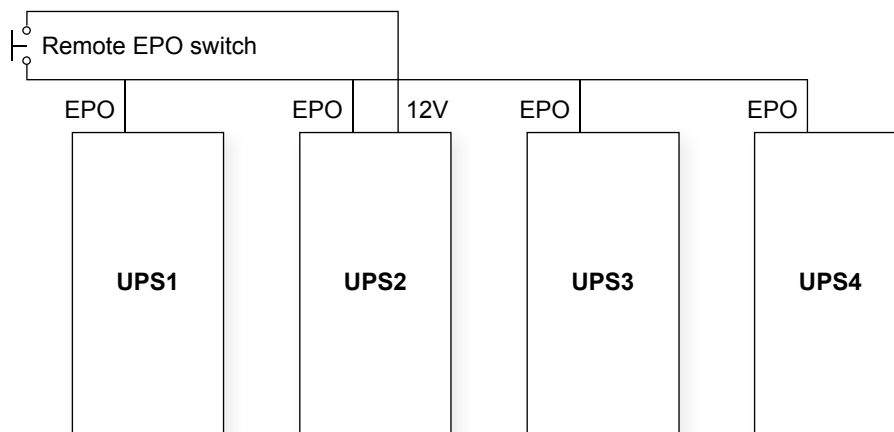 Remote EPO switch
EPO EPO 12V EPO EPO
UPS1 UPS2 UPS3 UPS4